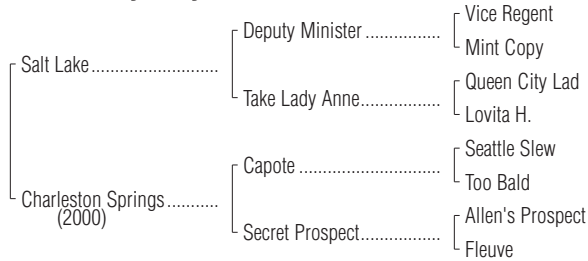 Vice Regent
Deputy Minister ................
Mint Copy
Salt Lake.........................
Queen City Lad
Take Lady Anne................
Lovita H.
Seattle Slew
Capote ............................
Too Bald
Charleston Springs..........
(2000)
Allen's Prospect
Secret Prospect................
Fleuve